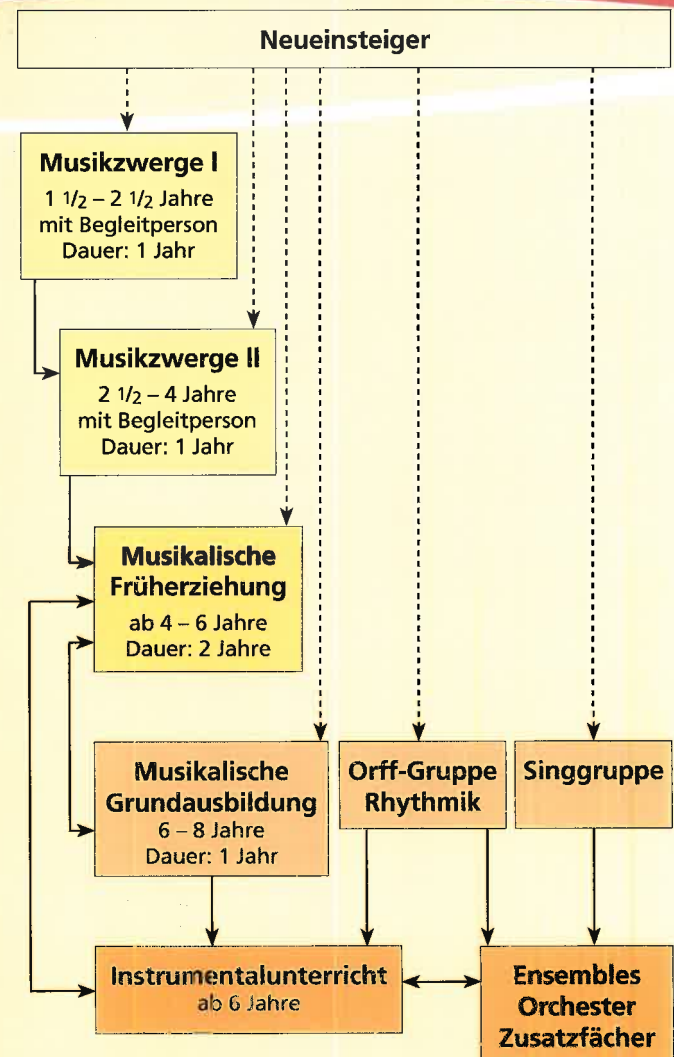 Neueinsteiger
Musikzwerge I
1 1/2 – 2 1/2 Jahre
mit Begleitperson
Dauer: 1 Jahr
Musikzwerge II
2 1/2 – 4 Jahre
mit Begleitperson
Dauer: 1 Jahr
Musikalische
Früherziehung
ab 4 – 6 Jahre
Dauer: 2 Jahre
Musikalische
Grundausbildung
6 – 8 Jahre
Dauer: 1 Jahr
Orff-Gruppe
Rhythmik
Singgruppe
Instrumentalunterricht
ab 6 Jahre
Ensembles
Orchester
Zusatzfächer